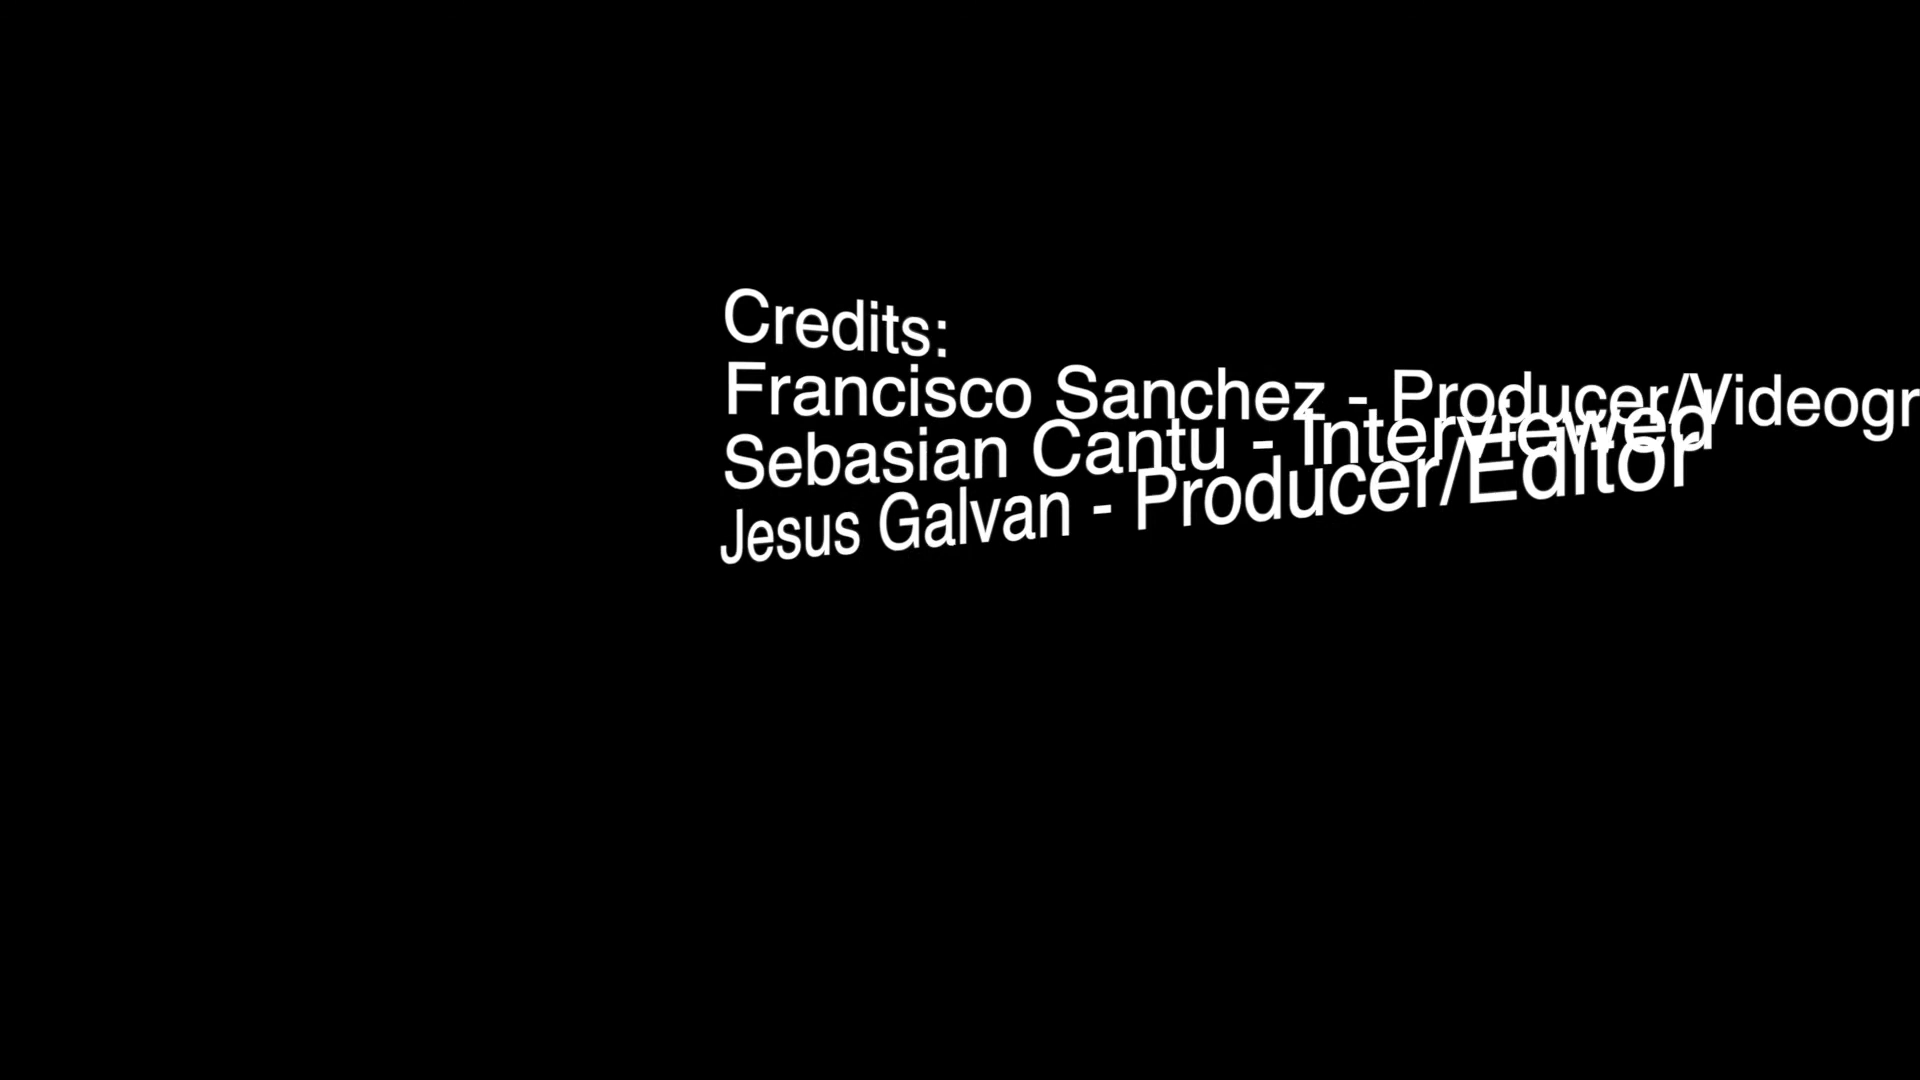 Credits:
Francisco Sanchez - Producer/Videogr
Sebasian Cantu - Interviewed
Jesus Galvan - Producer/Editor